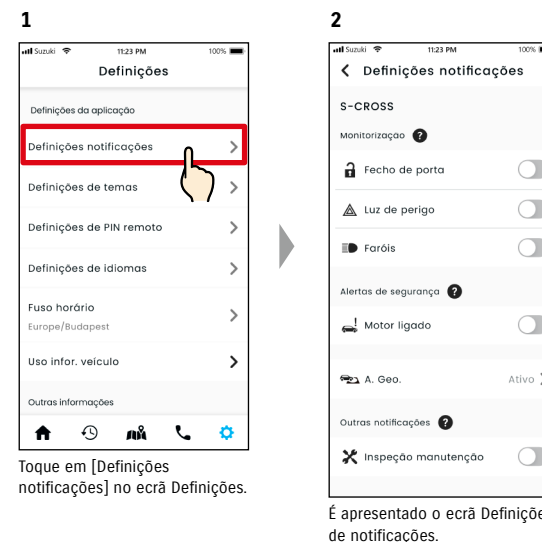 1
Suzuki 11:23 PM 100%
Definições
Definições da aplicação
Definições notificações
Definições de temas
Definições de PIN remoto
Definições de idiomas
Fuso horário
Europe/Budapest
Uso infor. veículo
Outras informações
Toque em [Definições
notificações] no ecrã Definições.
2
Suzuki 11:23 PM 100%
Definições notificações
S-CROSS
Monitorização ?
Fecho de porta
Luz de perigo
Faróis
Alertas de segurança ?
Motor ligado
A. Geo. Ativo
Outras notificações ?
Inspeção manutenção
É apresentado o ecrã Definiçõe
de notificações.